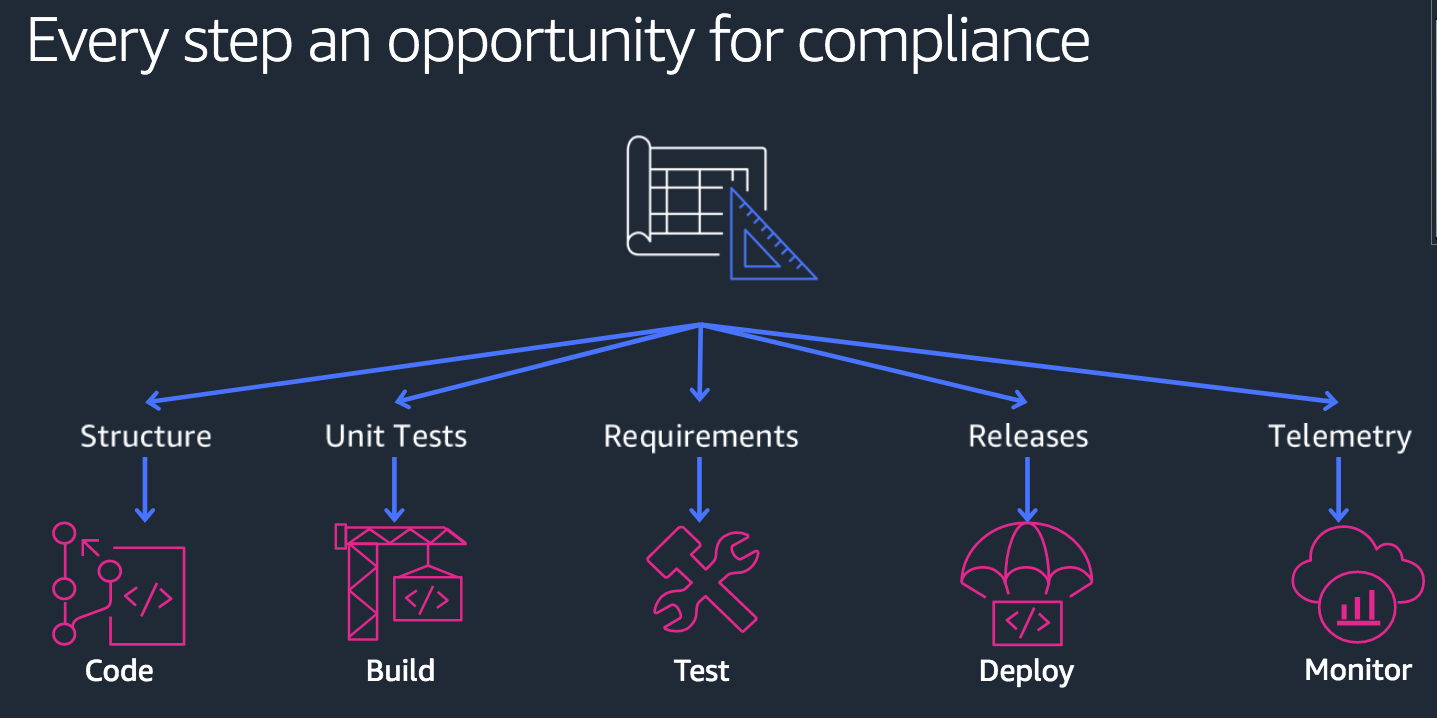 Every step an opportunity for compliance
Structure
Unit Tests
Requirements
Releases
Telemetry
</>
</>
</>
Code
Build
Test
Deploy
Monitor